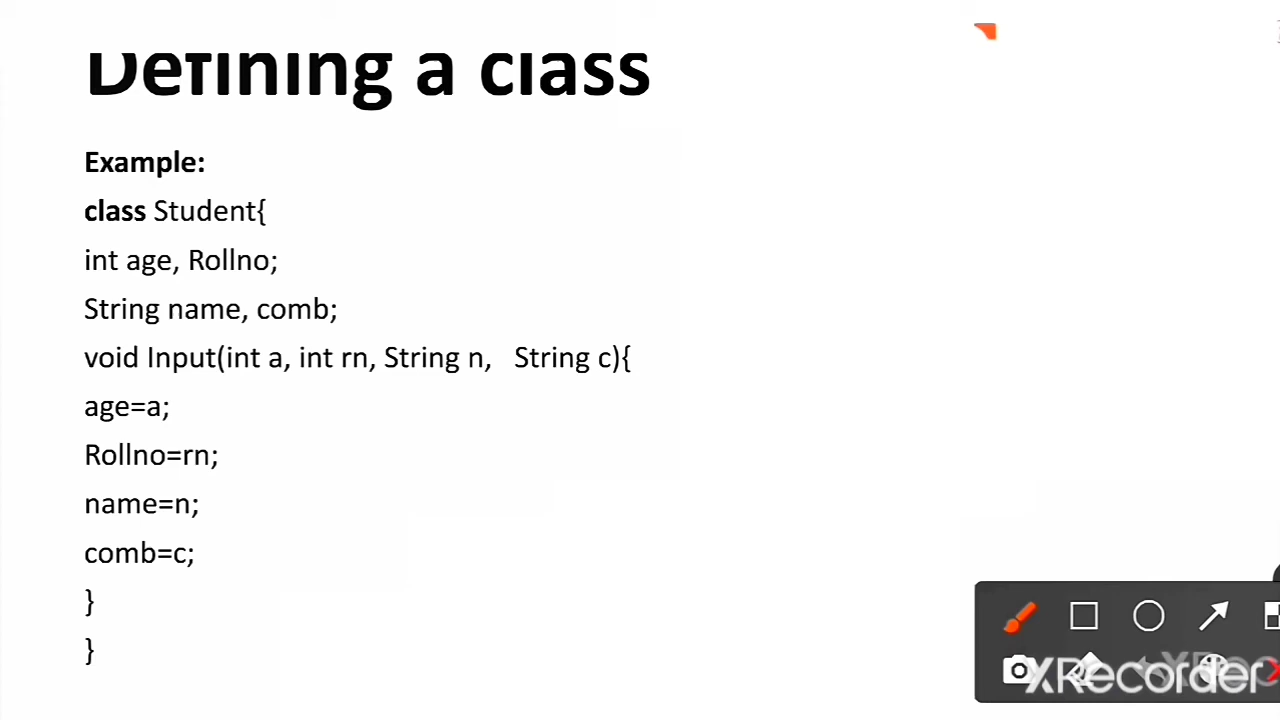 Defining a class
Example:
class Student{
int age, Rollno;
String name, comb;
void Input(int a, int rn, String n,   String c){
age=a;
Rollno=rn;
name=n;
comb=c;
}
}
XRecorder